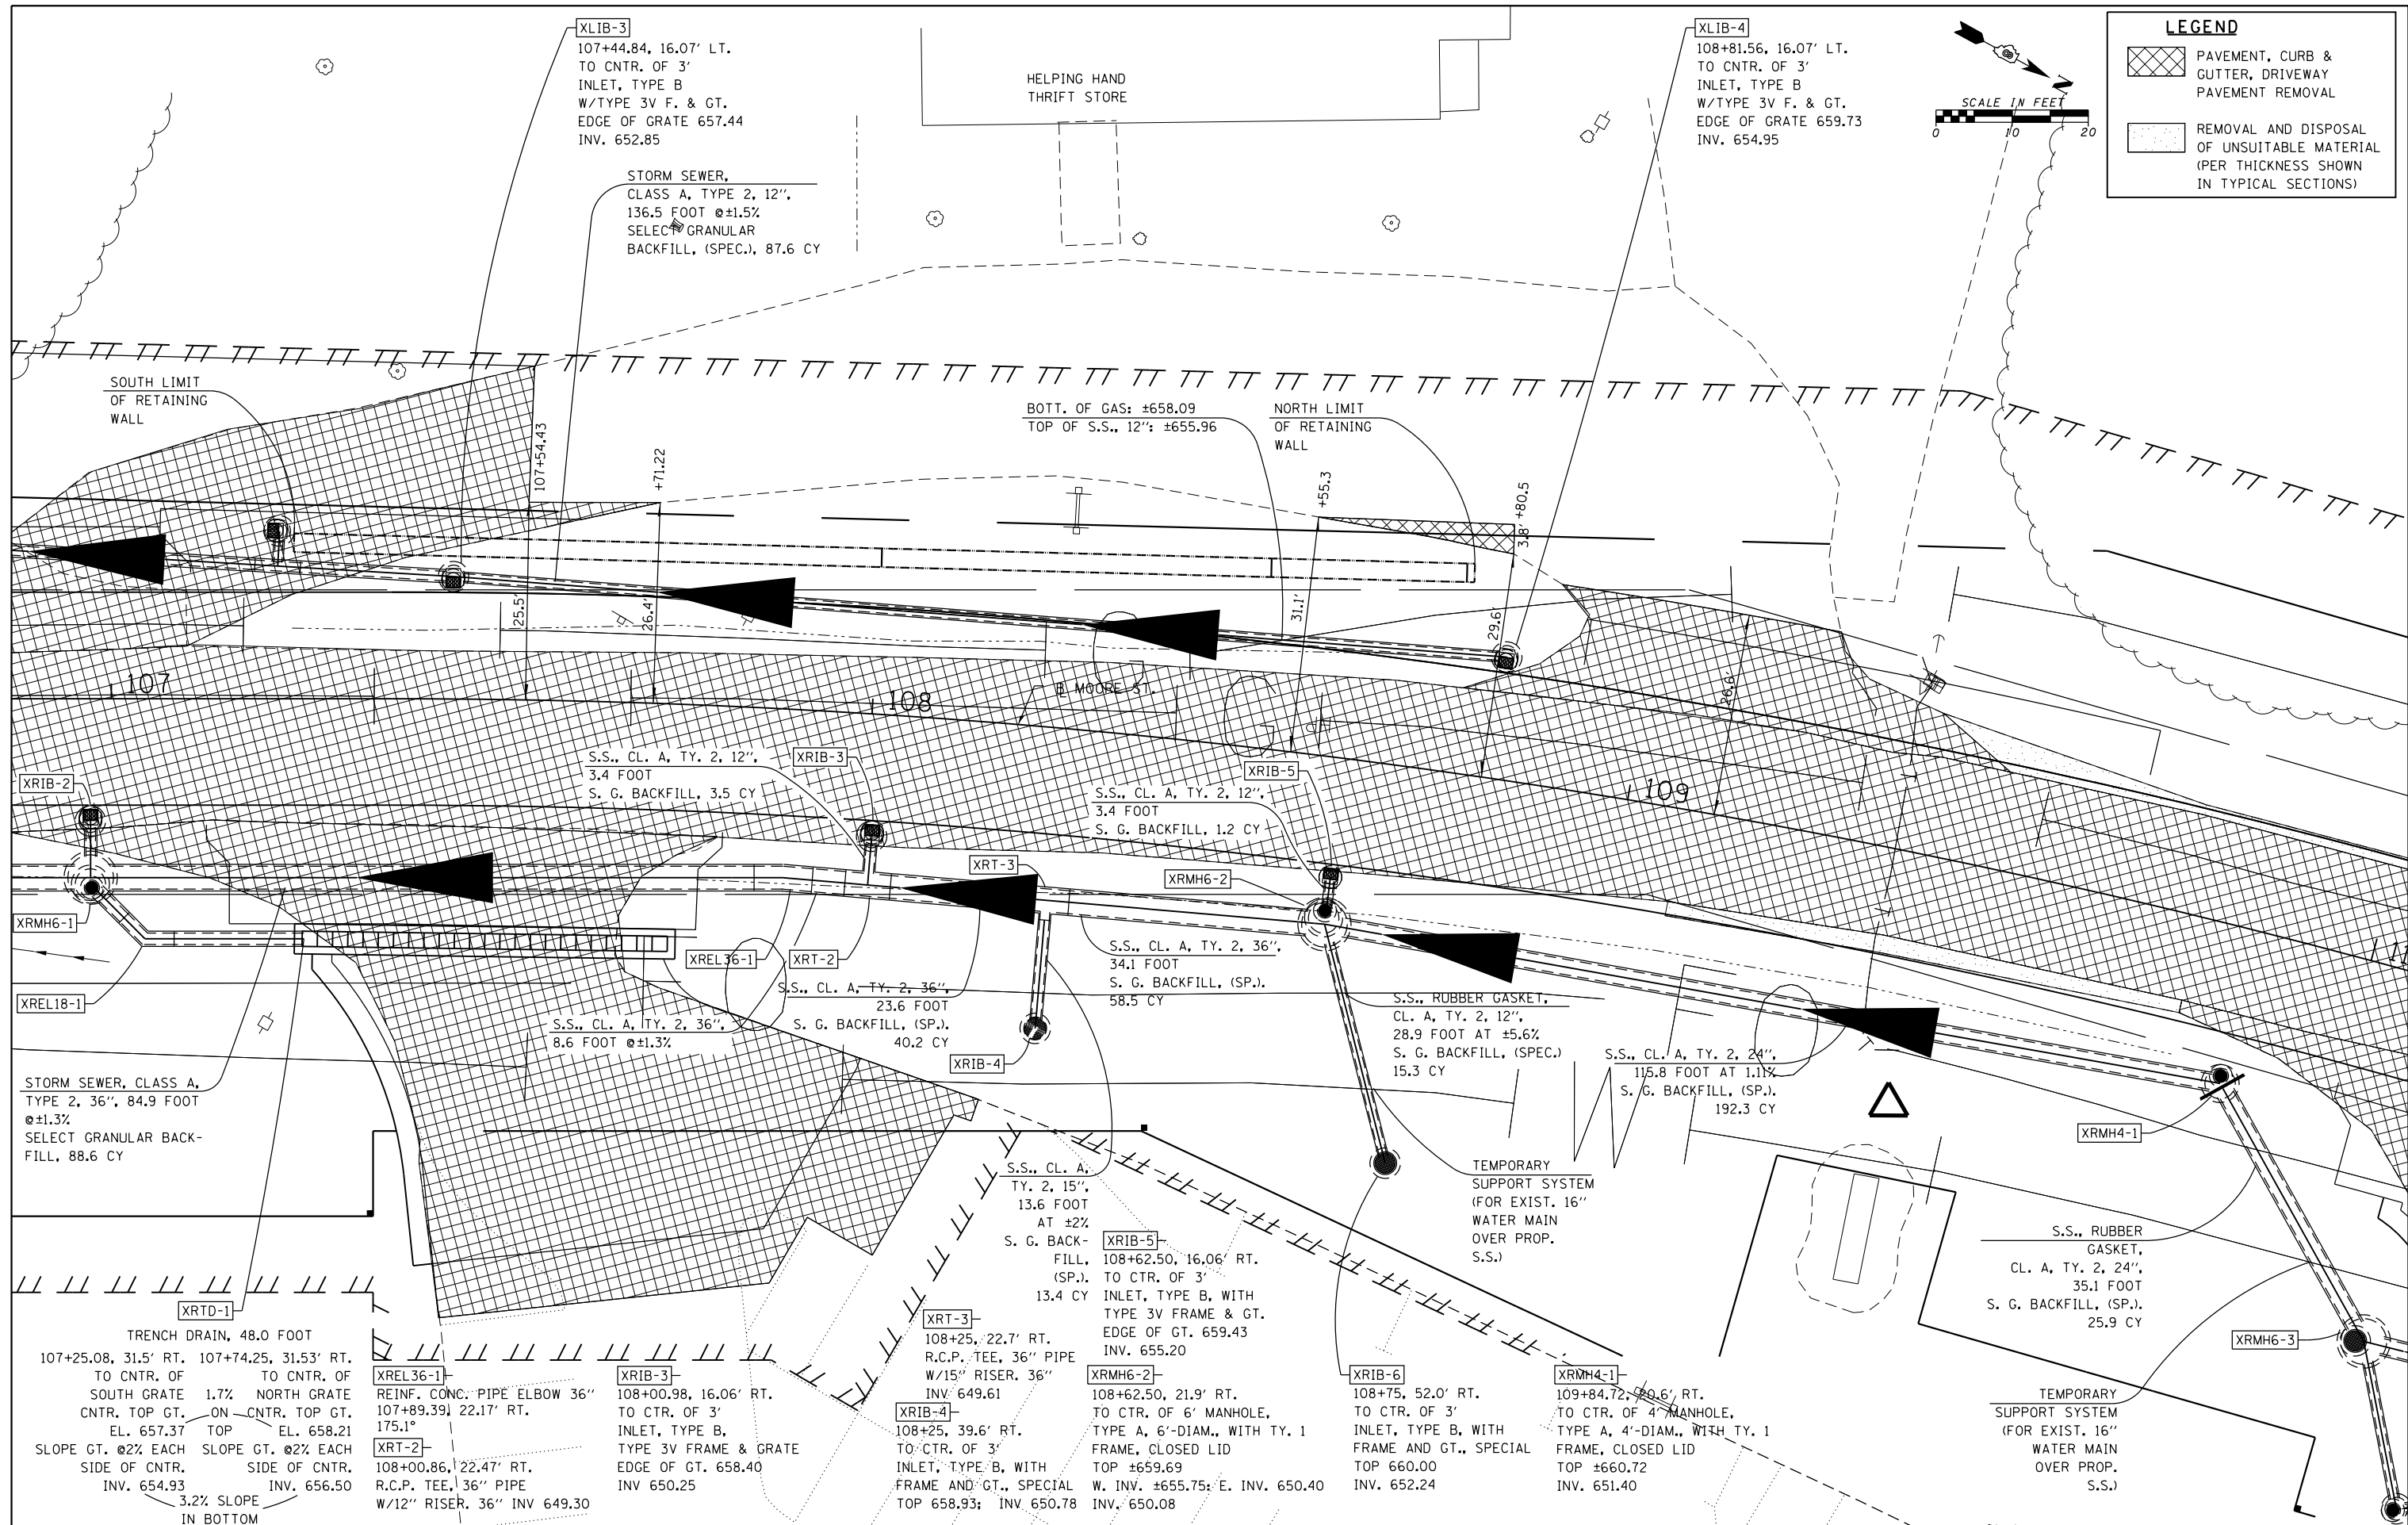 XLIB-3
107+44.84, 16.07' LT.
TO CNTR. OF 3'
INLET, TYPE B
W/TYPE 3V F. & GT.
EDGE OF GRATE 657.44
INV. 652.85
STORM SEWER,
CLASS A, TYPE 2, 12'',
136.5 FOOT @±1.5%
SELECT GRANULAR
BACKFILL, (SPEC.), 87.6 CY
HELPING HAND
THRIFT STORE
XLIB-4
108+81.56, 16.07' LT.
TO CNTR. OF 3'
INLET, TYPE B
W/TYPE 3V F. & GT.
EDGE OF GRATE 659.73
INV. 654.95
N
SCALE IN FEET
0 10 20
LEGEND
PAVEMENT, CURB &
GUTTER, DRIVEWAY
PAVEMENT REMOVAL
REMOVAL AND DISPOSAL
OF UNSUITABLE MATERIAL
(PER THICKNESS SHOWN
IN TYPICAL SECTIONS)
SOUTH LIMIT
OF RETAINING
WALL
107+54.43
+71.22
BOTT. OF GAS: ±658.09
TOP OF S.S., 12'': ±655.96
NORTH LIMIT
OF RETAINING
WALL
+55.3
+80.5
3.8'
25.5'
26.4'
31.1'
29.6'
26.6'
107
108
MOORE ST.
109
XRIB-2
S.S., CL. A, TY. 2, 12'',
3.4 FOOT
S. G. BACKFILL, 3.5 CY
XRIB-3
XRIB-5
S.S., CL. A, TY. 2, 12'',
3.4 FOOT
S. G. BACKFILL, 1.2 CY
XRT-3
XRMH6-2
XRMH6-1
XREL18-1
XREL36-1
XRT-2
S.S., CL. A, TY. 2, 36'',
23.6 FOOT
S. G. BACKFILL, (SP.).
40.2 CY
S.S., CL. A, TY. 2, 36'',
34.1 FOOT
S. G. BACKFILL, (SP.).
58.5 CY
S.S., CL. A, TY. 2, 36'',
8.6 FOOT @±1.3%
XRIB-4
S.S., RUBBER GASKET,
CL. A, TY. 2, 12'',
28.9 FOOT AT ±5.6%
S. G. BACKFILL, (SPEC.)
15.3 CY
S.S., CL. A, TY. 2, 24'',
115.8 FOOT AT 1.11%
S. G. BACKFILL, (SP.).
192.3 CY
XRMH4-1
STORM SEWER, CLASS A,
TYPE 2, 36'', 84.9 FOOT
@±1.3%
SELECT GRANULAR BACK-
FILL, 88.6 CY
S.S., CL. A,
TY. 2, 15'',
13.6 FOOT
AT ±2%
S. G. BACK-
FILL,
(SP.).
13.4 CY
TEMPORARY
SUPPORT SYSTEM
(FOR EXIST. 16''
WATER MAIN
OVER PROP.
S.S.)
S.S., RUBBER
GASKET,
CL. A, TY. 2, 24'',
35.1 FOOT
S. G. BACKFILL, (SP.).
25.9 CY
XRMH6-3
TEMPORARY
SUPPORT SYSTEM
(FOR EXIST. 16''
WATER MAIN
OVER PROP.
S.S.)
XRTD-1
TRENCH DRAIN, 48.0 FOOT
107+25.08, 31.5' RT.
TO CNTR. OF
SOUTH GRATE
CNTR. TOP GT.
EL. 657.37
SLOPE GT. @2% EACH
SIDE OF CNTR.
INV. 654.93
1.7%
ON
TOP
107+74.25, 31.53' RT.
TO CNTR. OF
NORTH GRATE
CNTR. TOP GT.
EL. 658.21
SLOPE GT. @2% EACH
SIDE OF CNTR.
INV. 656.50
3.2% SLOPE
IN BOTTOM
XREL36-1
REINF. CONC. PIPE ELBOW 36''
107+89.39, 22.17' RT.
175.1°
XRT-2
108+00.86, 22.47' RT.
R.C.P. TEE, 36'' PIPE
W/12'' RISER. 36'' INV 649.30
XRIB-3
108+00.98, 16.06' RT.
TO CTR. OF 3'
INLET, TYPE B,
TYPE 3V FRAME & GRATE
EDGE OF GT. 658.40
INV 650.25
XRT-3
108+25, 22.7' RT.
R.C.P. TEE, 36'' PIPE
W/15'' RISER. 36''
INV 649.61
XRIB-4
108+25, 39.6' RT.
TO CTR. OF 3'
INLET, TYPE B, WITH
FRAME AND GT., SPECIAL
TOP 658.93; INV 650.78
XRIB-5
108+62.50, 16.06' RT.
TO CTR. OF 3'
INLET, TYPE B, WITH
TYPE 3V FRAME & GT.
EDGE OF GT. 659.43
INV. 655.20
XRMH6-2
108+62.50, 21.9' RT.
TO CTR. OF 6' MANHOLE,
TYPE A, 6'-DIAM., WITH TY. 1
FRAME, CLOSED LID
TOP ±659.69
W. INV. ±655.75; E. INV. 650.40
INV. 650.08
XRIB-6
108+75, 52.0' RT.
TO CTR. OF 3'
INLET, TYPE B, WITH
FRAME AND GT., SPECIAL
TOP 660.00
INV. 652.24
XRMH4-1
109+84.72, 20.6' RT.
TO CTR. OF 4' MANHOLE,
TYPE A, 4'-DIAM., WITH TY. 1
FRAME, CLOSED LID
TOP ±660.72
INV. 651.40